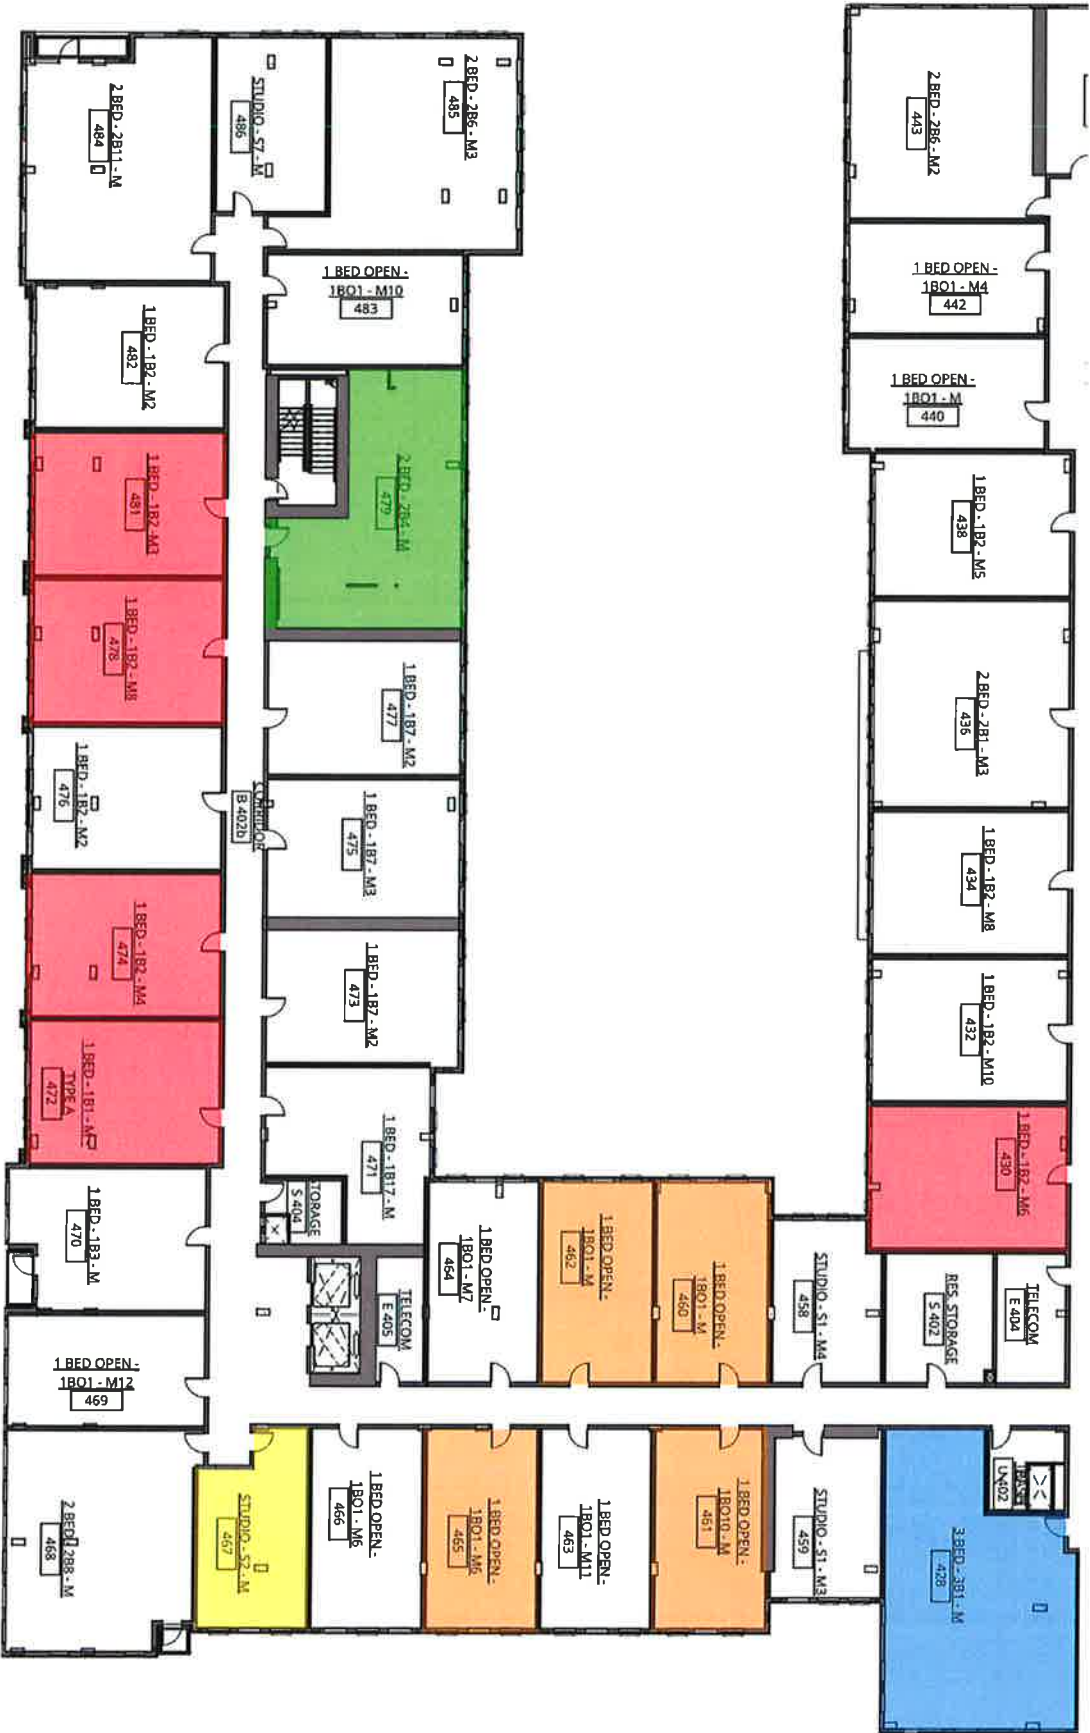 2 BED - 2B11 - M
484
STUDIO - S7 - M
486
2 BED - 2B6 - M3
485
2 BED - 2B6 - M2
443
1 BED OPEN -
1BO1 - M10
483
1 BED OPEN -
1BO1 - M4
442
1 BED - 1B2 - M2
482
1 BED OPEN -
1BO1 - M
440
1 BED - 1B2 - M3
481
2 BED - 2B4 - M
479
1 BED - 1B2 - M5
438
1 BED - 1B2 - M8
478
1 BED - 1B7 - M2
477
2 BED - 2B1 - M3
436
1 BED - 1B2 - M2
476
CORRIDOR
B 402b
1 BED - 1B7 - M3
475
1 BED - 1B2 - M8
434
1 BED - 1B2 - M4
474
1 BED - 1B7 - M2
473
1 BED - 1B2 - M10
432
1 BED - 1B1 - M
TYPE A
472
1 BED - 1B17 - M
471
1 BED - 1B2 - M6
430
1 BED - 1B3 - M
470
STORAGE
S 404
TELECOM
E 405
1 BED OPEN -
1BO1 - M7
464
1 BED OPEN -
1BO1 - M
462
1 BED OPEN -
1BO1 - M
460
STUDIO - S1 - M4
458
RES. STORAGE
S 402
TELECOM
E 404
1 BED OPEN -
1BO1 - M12
469
2 BED - 2B8 - M
468
STUDIO - S2 - M
467
1 BED OPEN -
1BO1 - M6
466
1 BED OPEN -
1BO1 - M6
465
1 BED OPEN -
1BO1 - M11
463
1 BED OPEN -
1BO10 - M
461
STUDIO - S1 - M3
459
TRASH
U 402
3 BED - 3B1 - M
428